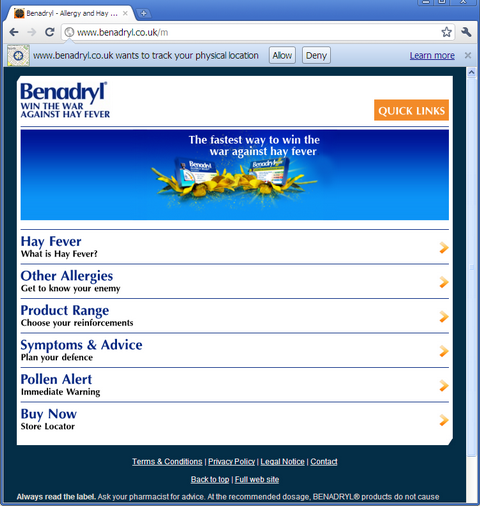 Benadryl - Allergy and Hay ...
www.benadryl.co.uk/m
www.benadryl.co.uk wants to track your physical location Allow Deny Learn more
Benadryl®
WIN THE WAR
AGAINST HAY FEVER
QUICK LINKS
The fastest way to win the
war against hay fever
Benadryl Benadryl
Hay Fever
What is Hay Fever?
Other Allergies
Get to know your enemy
Product Range
Choose your reinforcements
Symptoms & Advice
Plan your defence
Pollen Alert
Immediate Warning
Buy Now
Store Locator
Terms & Conditions | Privacy Policy | Legal Notice | Contact
Back to top | Full web site
Always read the label. Ask your pharmacist for advice. At the recommended dosage, BENADRYL® products do not cause